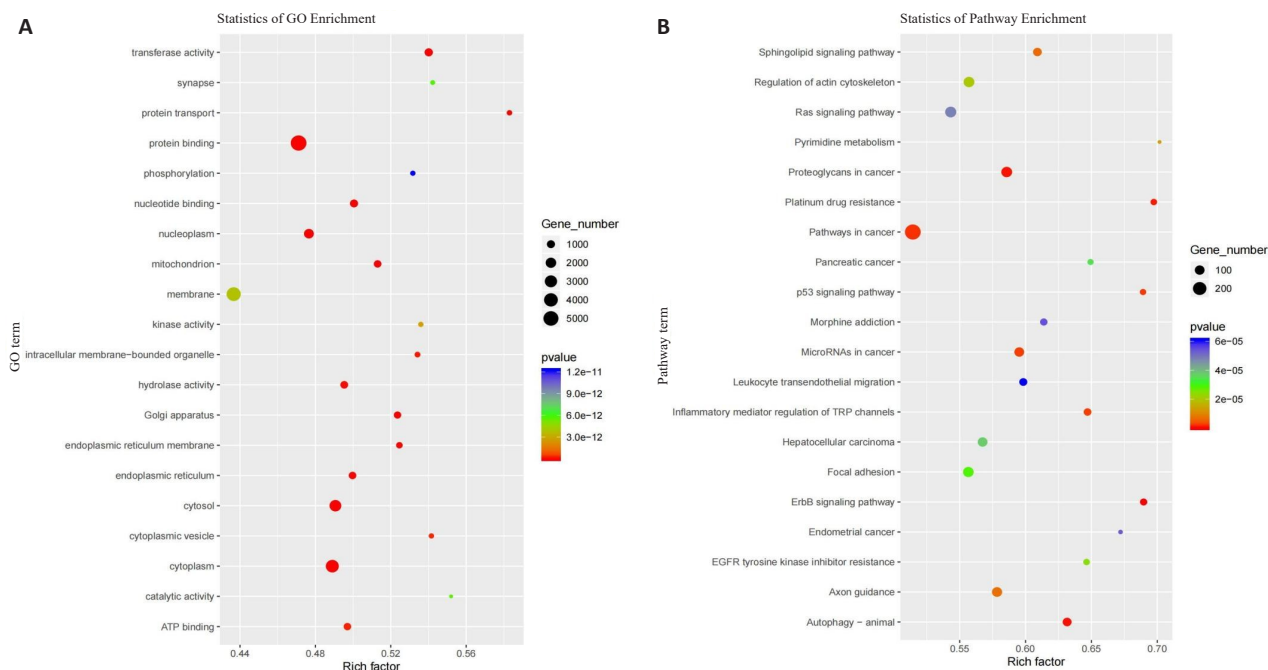 A
Statistics of GO Enrichment
GO term
transferase activity
synapse
protein transport
protein binding
phosphorylation
nucleotide binding
nucleoplasm
mitochondrion
membrane
kinase activity
intracellular membrane−bounded organelle
hydrolase activity
Golgi apparatus
endoplasmic reticulum membrane
endoplasmic reticulum
cytosol
cytoplasmic vesicle
cytoplasm
catalytic activity
ATP binding
0.44 0.48 0.52 0.56
Rich factor
Gene_number
1000
2000
3000
4000
5000
pvalue
1.2e−11
9.0e−12
6.0e−12
3.0e−12
B
Statistics of Pathway Enrichment
Pathway term
Sphingolipid signaling pathway
Regulation of actin cytoskeleton
Ras signaling pathway
Pyrimidine metabolism
Proteoglycans in cancer
Platinum drug resistance
Pathways in cancer
Pancreatic cancer
p53 signaling pathway
Morphine addiction
MicroRNAs in cancer
Leukocyte transendothelial migration
Inflammatory mediator regulation of TRP channels
Hepatocellular carcinoma
Focal adhesion
ErbB signaling pathway
Endometrial cancer
EGFR tyrosine kinase inhibitor resistance
Axon guidance
Autophagy − animal
0.55 0.60 0.65 0.70
Rich factor
Gene_number
100
200
pvalue
6e−05
4e−05
2e−05